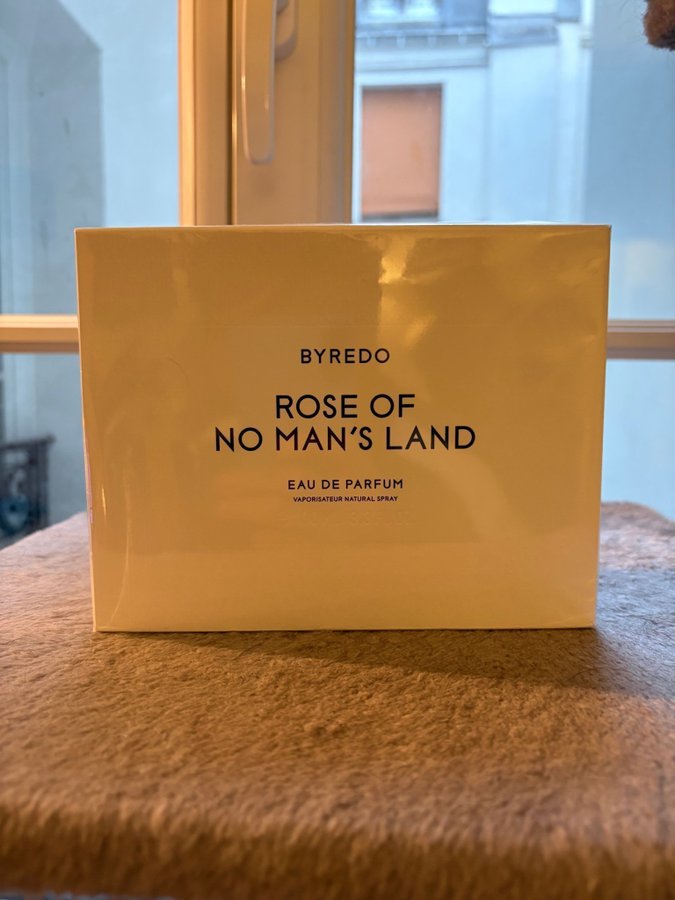 BYREDO
ROSE OF
NO MAN'S LAND
EAU DE PARFUM
VAPORISATEUR NATURAL SPRAY